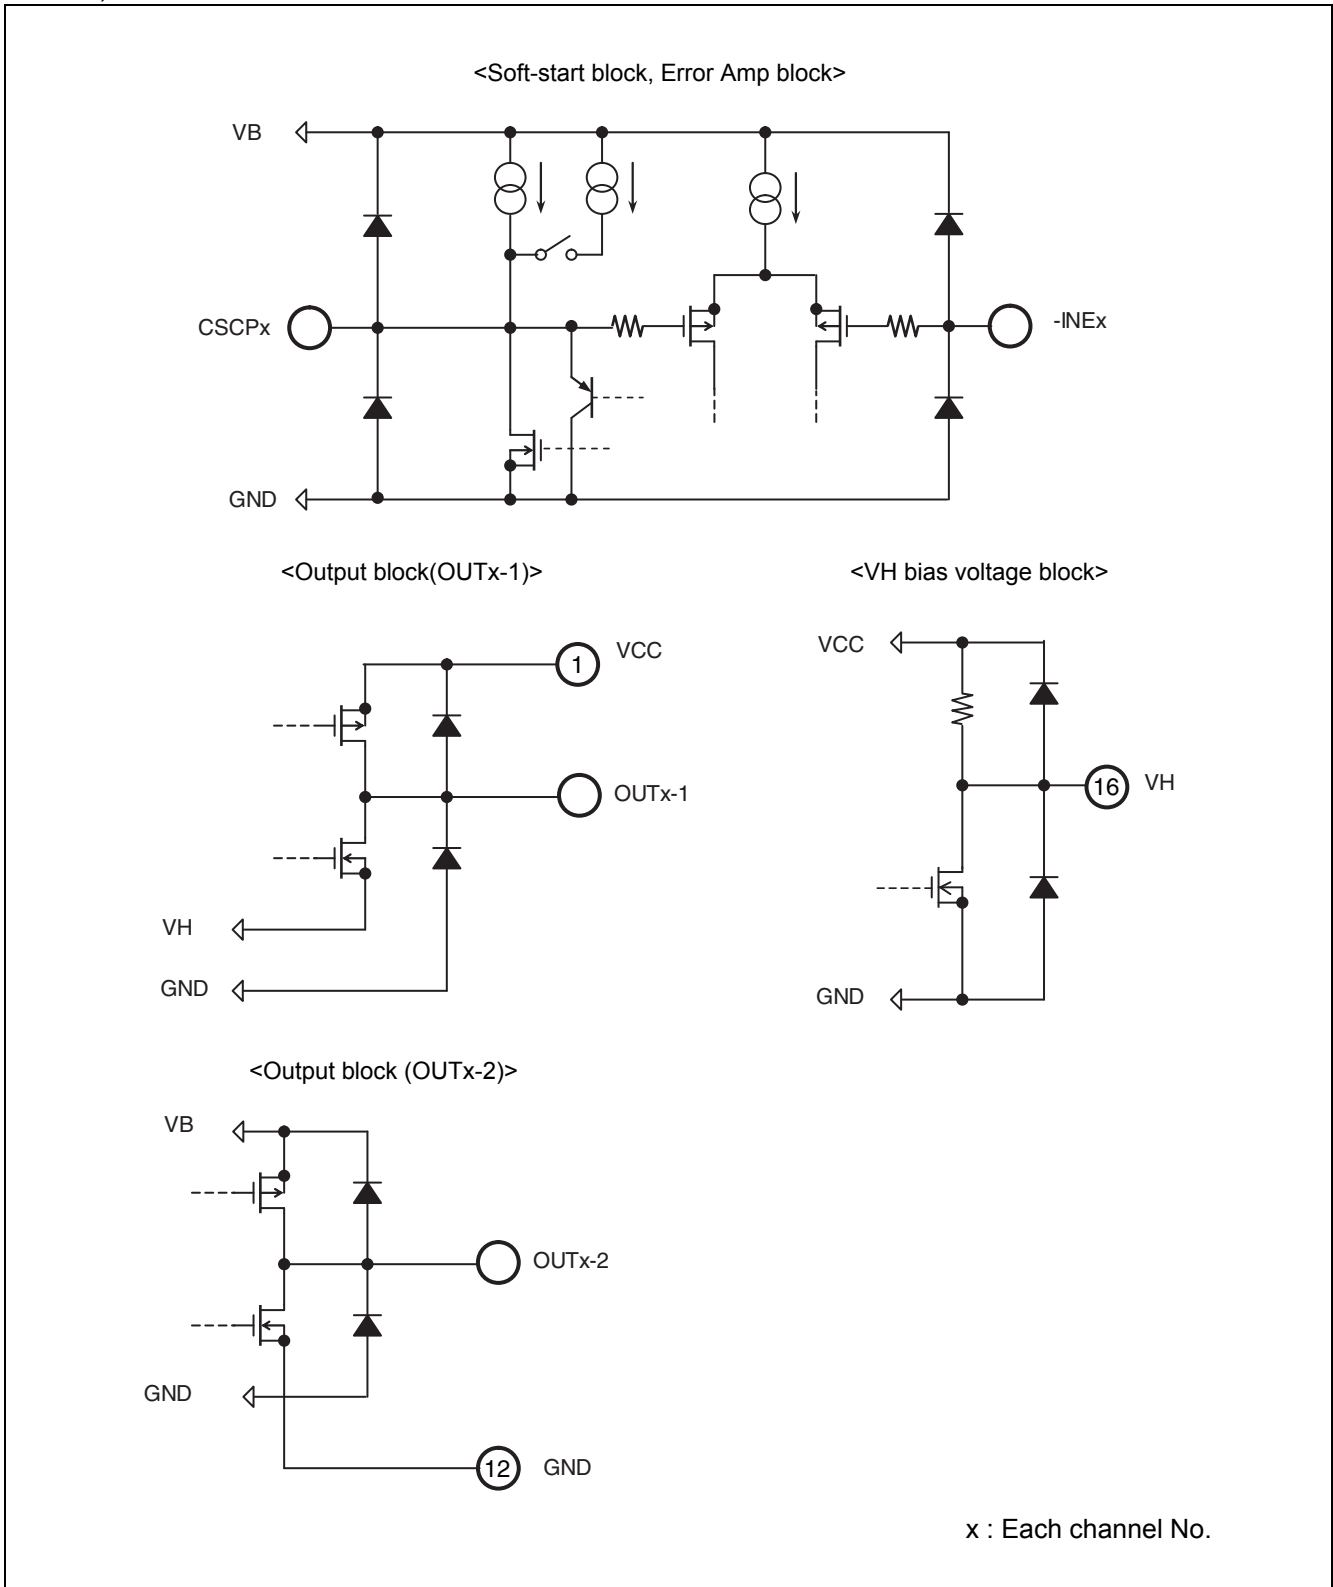 <Soft-start block, Error Amp block>
VB
CSCPx
-INEx
GND
<Output block(OUTx-1)>
<VH bias voltage block>
1
VCC
OUTx-1
VH
GND
VCC
16
VH
GND
<Output block (OUTx-2)>
VB
OUTx-2
GND
12
GND
x : Each channel No.